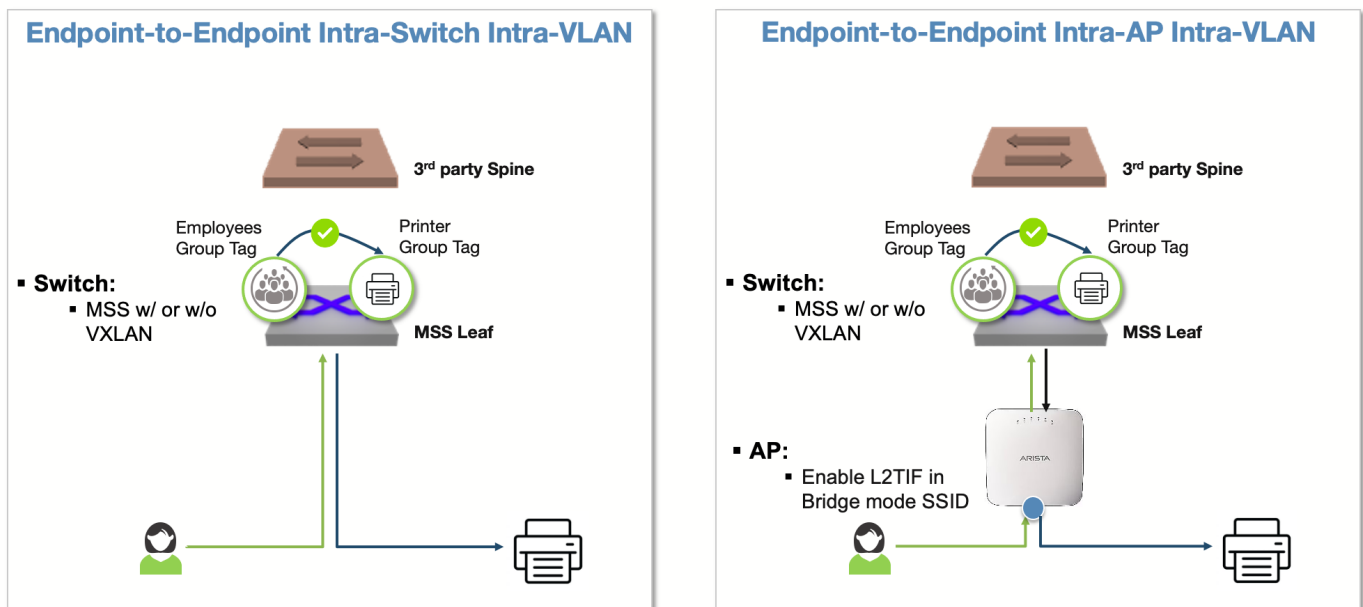 Endpoint-to-Endpoint Intra-Switch Intra-VLAN
3rd party Spine
Employees
Group Tag
Printer
Group Tag
▪ Switch:
▪ MSS w/ or w/o
VXLAN
MSS Leaf
Endpoint-to-Endpoint Intra-AP Intra-VLAN
3rd party Spine
Employees
Group Tag
Printer
Group Tag
▪ Switch:
▪ MSS w/ or w/o
VXLAN
MSS Leaf
ARISTA
▪ AP:
▪ Enable L2TIF in
Bridge mode SSID